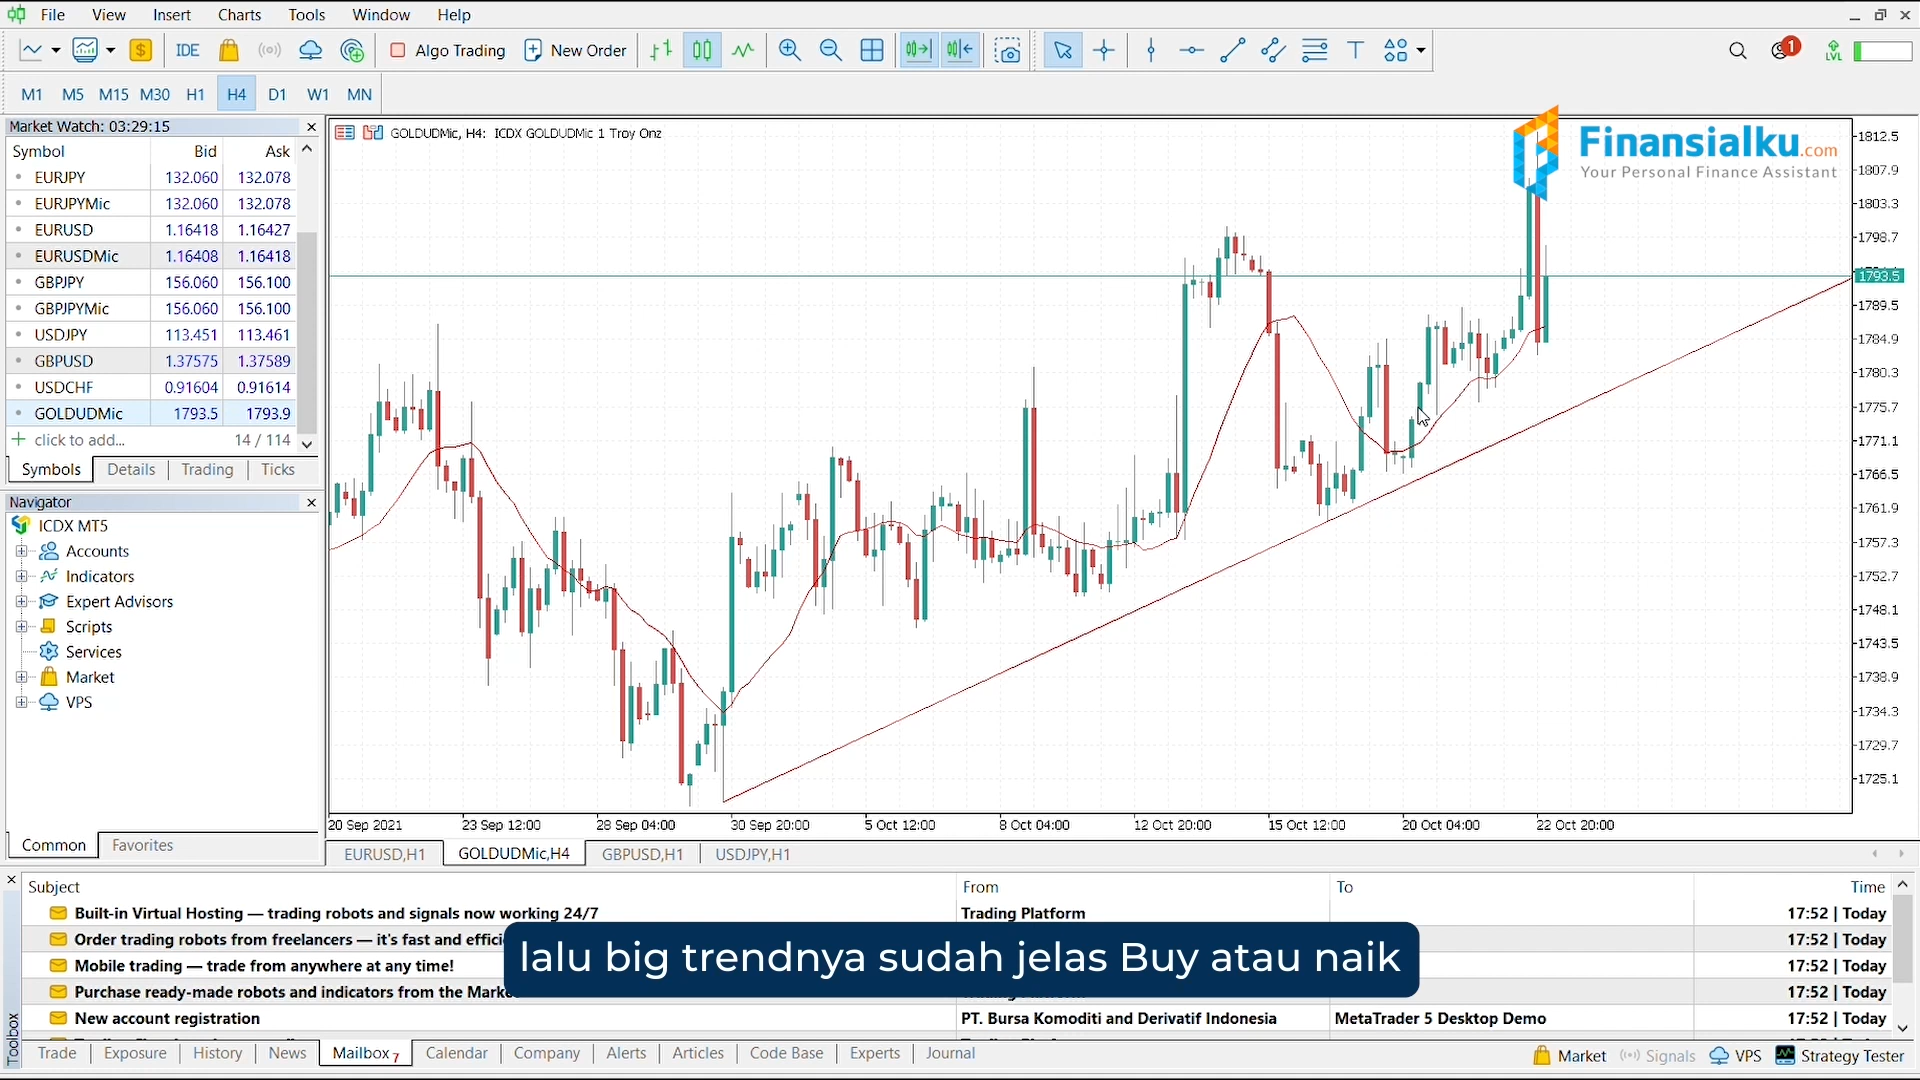 File View Insert Charts Tools Window Help
IDE Algo Trading New Order 1 LVL
M1 M5 M15 M30 H1 H4 D1 W1 MN
Market Watch: 03:29:15
Symbol Bid Ask
EURJPY 132.060 132.078
EURJPYMic 132.060 132.078
EURUSD 1.16418 1.16427
EURUSDMic 1.16408 1.16418
GBPJPY 156.060 156.100
GBPJPYMic 156.060 156.100
USDJPY 113.451 113.461
GBPUSD 1.37575 1.37589
USDCHF 0.91604 0.91614
GOLDUDMic 1793.5 1793.9
click to add... 14 / 114
Symbols Details Trading Ticks
Navigator
ICDX MT5
Accounts
Indicators
Expert Advisors
Scripts
Services
Market
VPS
Common Favorites
GOLDUDMic, H4: ICDX GOLDUDMic 1 Troy Onz
Finansialku.com
Your Personal Finance Assistant
1812.5
1807.9
1803.3
1798.7
1793.5
1789.5
1784.9
1780.3
1775.7
1771.1
1766.5
1761.9
1757.3
1752.7
1748.1
1743.5
1738.9
1734.3
1729.7
1725.1
20 Sep 2021 23 Sep 12:00 28 Sep 04:00 30 Sep 20:00 5 Oct 12:00 8 Oct 04:00 12 Oct 20:00 15 Oct 12:00 20 Oct 04:00 22 Oct 20:00
EURUSD,H1 GOLDUDMic,H4 GBPUSD,H1 USDJPY,H1
Subject From To Time
Built-in Virtual Hosting — trading robots and signals now working 24/7 Trading Platform 17:52 | Today
Order trading robots from freelancers — it's fast and 17:52 | Today
Mobile trading — trade from anywhere at any time! 17:52 | Today
Purchase ready-made robots and indicators from the 17:52 | Today
New account registration PT. Bursa Komoditi and Derivatif Indonesia MetaTrader 5 Desktop Demo 17:52 | Today
lalu big trendnya sudah jelas Buy atau naik
Toolbox
Trade Exposure History News Mailbox 7 Calendar Company Alerts Articles Code Base Experts Journal
Market Signals VPS Strategy Tester